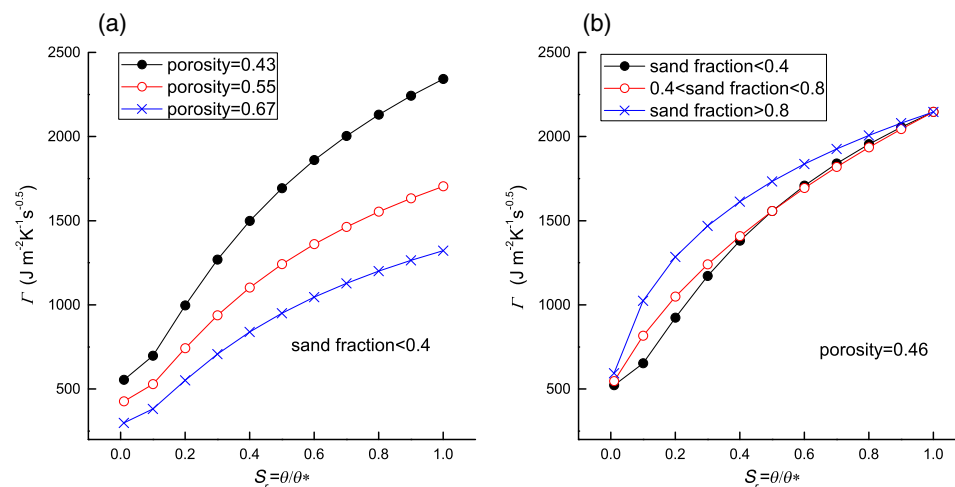 (a)
2500
2000
1500
1000
500
0.0 0.2 0.4 0.6 0.8 1.0
porosity=0.43
porosity=0.55
porosity=0.67
sand fraction<0.4
Γ (J m⁻²K⁻¹s⁻⁰·⁵)
Sᵣ=θ/θ*
(b)
2500
2000
1500
1000
500
0.0 0.2 0.4 0.6 0.8 1.0
sand fraction<0.4
0.4<sand fraction<0.8
sand fraction>0.8
porosity=0.46
Γ (J m⁻²K⁻¹s⁻⁰·⁵)
Sᵣ=θ/θ*